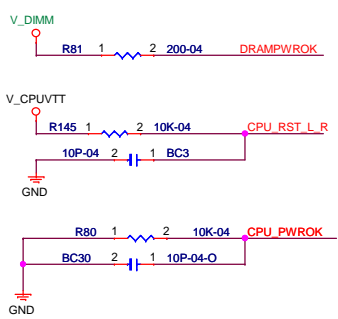 V_DIMM
R81 1 2 200-04 DRAMPWROK
V_CPUVTT
R145 1 2 10K-04 CPU_RST_L_R
10P-04 2 1 BC3
GND
R80 1 2 10K-04 CPU_PWROK
BC30 2 1 10P-04-O
GND